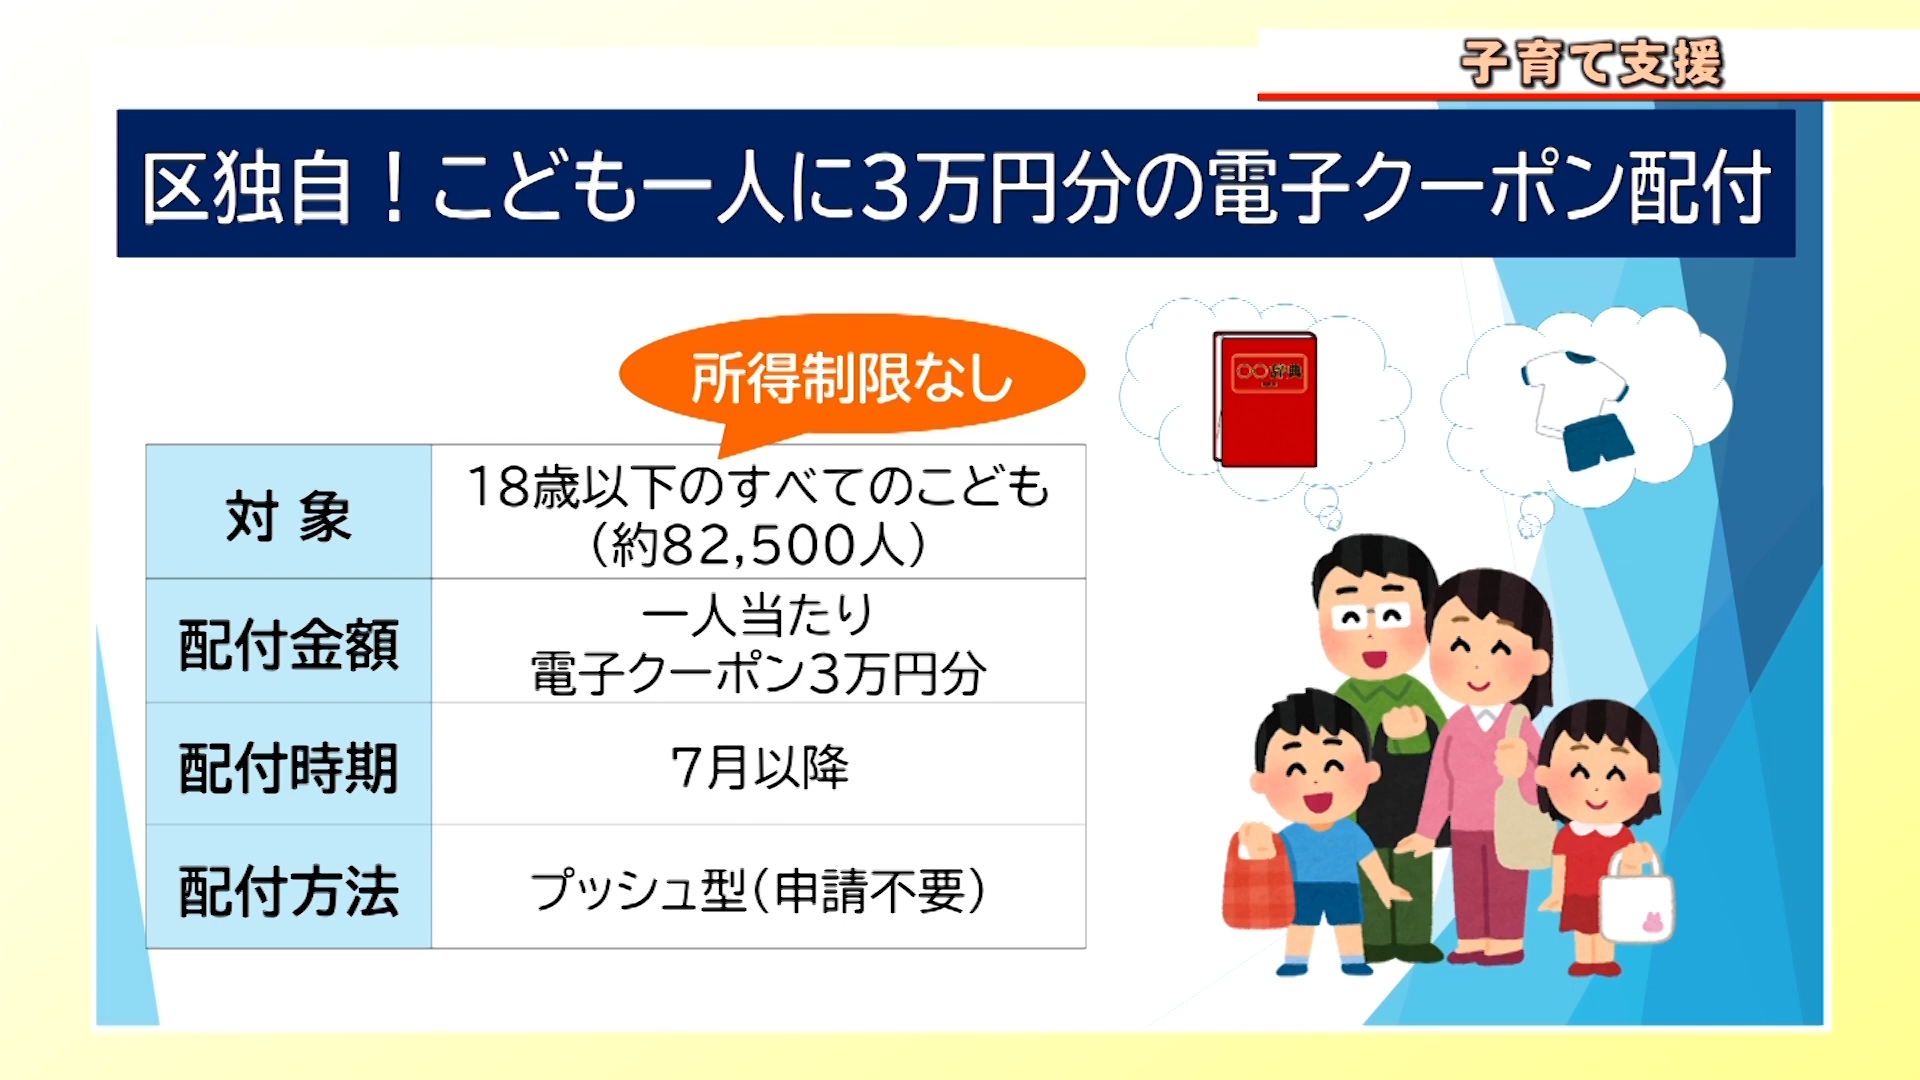 子育て支援
区独自！こども一人に3万円分の電子クーポン配付
所得制限なし
対象
18歳以下のすべてのこども
（約82,500人）
配付金額
一人当たり
電子クーポン3万円分
配付時期
7月以降
配付方法
プッシュ型（申請不要）
〇〇辞典